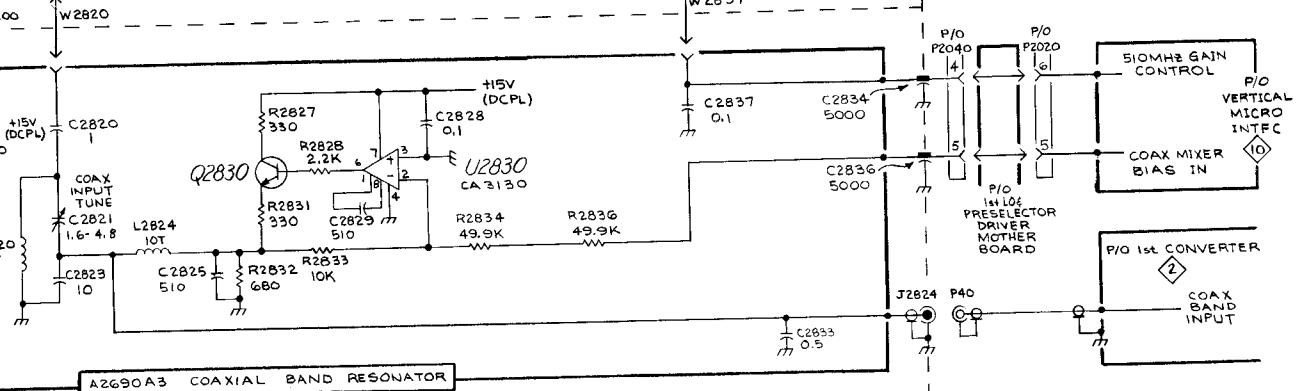 W2820
W2837
+15V
(DCPL)
C2820
1
COAX
INPUT
TUNE
C2821
1.6-4.8
C2823
10
L2824
10T
C2825
510
R2832
680
R2827
330
Q2830
R2831
330
R2828
2.2K
C2829
510
R2833
10K
6
7
3
2
1
8
4
+
-
+15V
(DCPL)
C2828
0.1
U2830
CA3130
R2834
49.9K
R2836
49.9K
C2837
0.1
C2834
5000
C2836
5000
C2833
0.5
P/O
P2040
4
5
P/O
P2020
6
5
P/O
1st LO &
PRESELECTOR
DRIVER
MOTHER
BOARD
510MHZ GAIN
CONTROL
COAX MIXER
BIAS IN
P/O
VERTICAL
MICRO
INTFC
10
P/O 1st CONVERTER
2
COAX
BAND
INPUT
J2824
P40
A2690A3 COAXIAL BAND RESONATOR